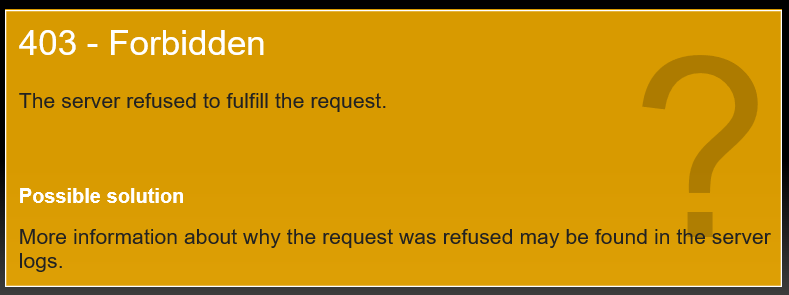 403 - Forbidden
The server refused to fulfill the request.
?
Possible solution
More information about why the request was refused may be found in the server
logs.